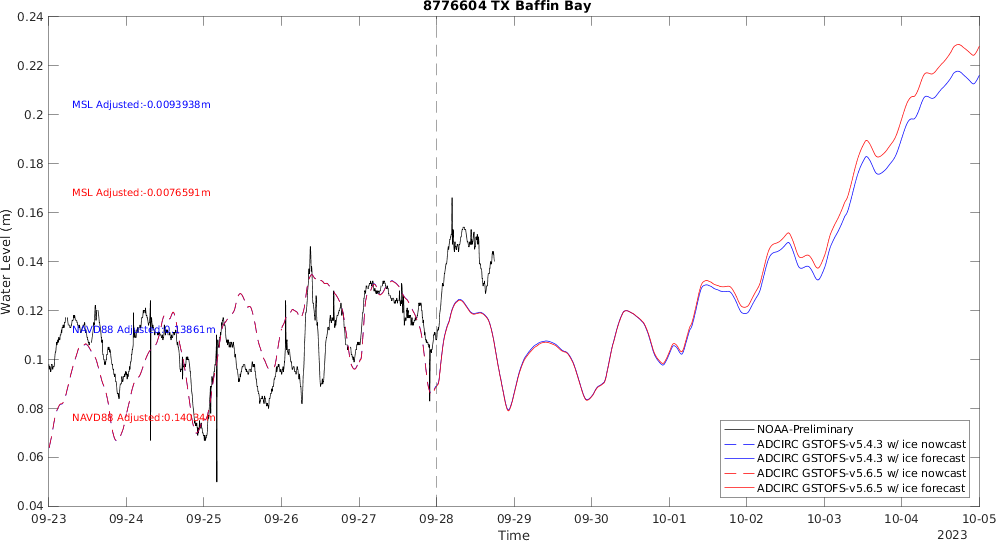 8776604 TX Baffin Bay
0.24
0.22
0.2
0.18
0.16
0.14
0.12
0.1
0.08
0.06
0.04
Water Level (m)
MSL Adjusted:-0.0093938m
MSL Adjusted:-0.0076591m
NAVD88 Adjusted:0.13861m
NAVD88 Adjusted:0.14034m
NOAA-Preliminary
ADCIRC GSTOFS-v5.4.3 w/ ice nowcast
ADCIRC GSTOFS-v5.4.3 w/ ice forecast
ADCIRC GSTOFS-v5.6.5 w/ ice nowcast
ADCIRC GSTOFS-v5.6.5 w/ ice forecast
09-23 09-24 09-25 09-26 09-27 09-28 09-29 09-30 10-01 10-02 10-03 10-04 10-05
Time
2023